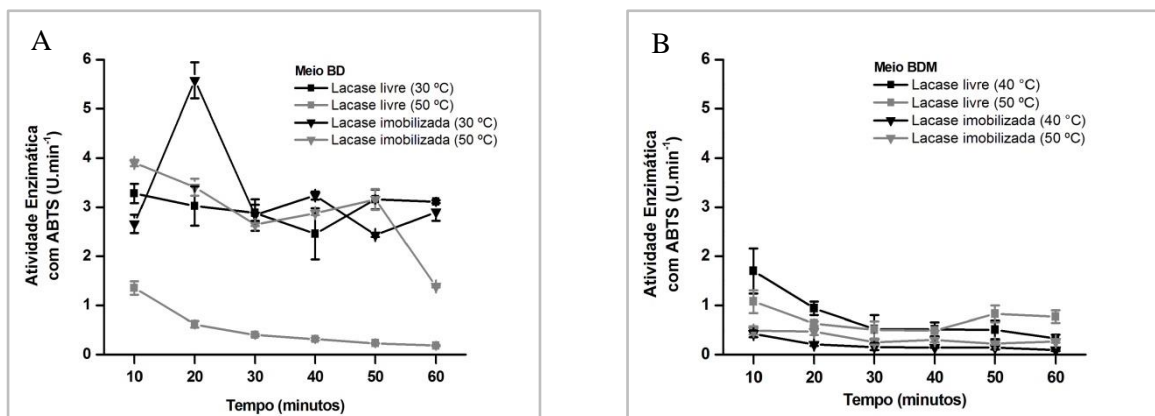 A
Meio BD
Lacase livre (30 ºC)
Lacase livre (50 ºC)
Lacase imobilizada (30 ºC)
Lacase imobilizada (50 ºC)
Atividade Enzimática
com ABTS (U.min⁻¹)
6
5
4
3
2
1
0
10 20 30 40 50 60
Tempo (minutos)
B
Meio BDM
Lacase livre (40 °C)
Lacase livre (50 ºC)
Lacase imobilizada (40 °C)
Lacase imobilizada (50 ºC)
Atividade Enzimática
com ABTS (U.min⁻¹)
6
5
4
3
2
1
0
10 20 30 40 50 60
Tempo (minutos)